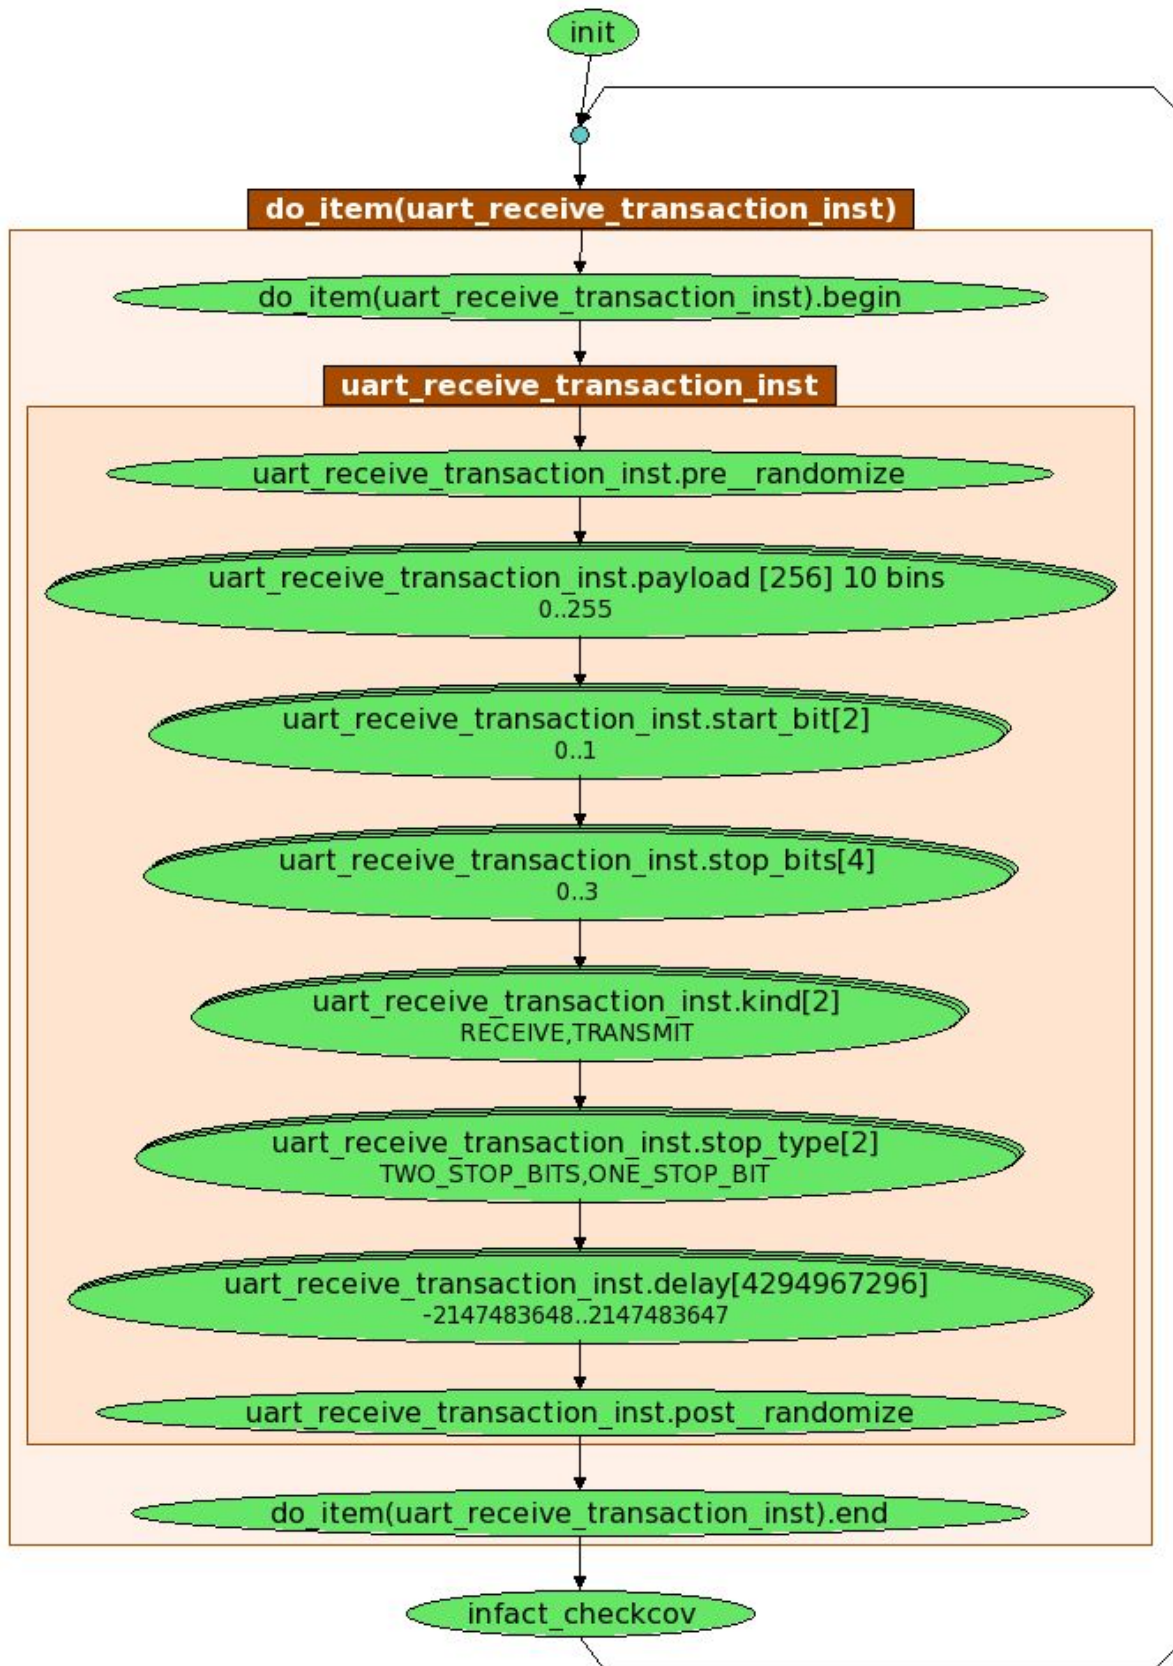 init
do_item(uart_receive_transaction_inst)
do_item(uart_receive_transaction_inst).begin
uart_receive_transaction_inst
uart_receive_transaction_inst.pre__randomize
uart_receive_transaction_inst.payload [256] 10 bins
0..255
uart_receive_transaction_inst.start_bit[2]
0..1
uart_receive_transaction_inst.stop_bits[4]
0..3
uart_receive_transaction_inst.kind[2]
RECEIVE,TRANSMIT
uart_receive_transaction_inst.stop_type[2]
TWO_STOP_BITS,ONE_STOP_BIT
uart_receive_transaction_inst.delay[4294967296]
-2147483648..2147483647
uart_receive_transaction_inst.post__randomize
do_item(uart_receive_transaction_inst).end
infact_checkcov